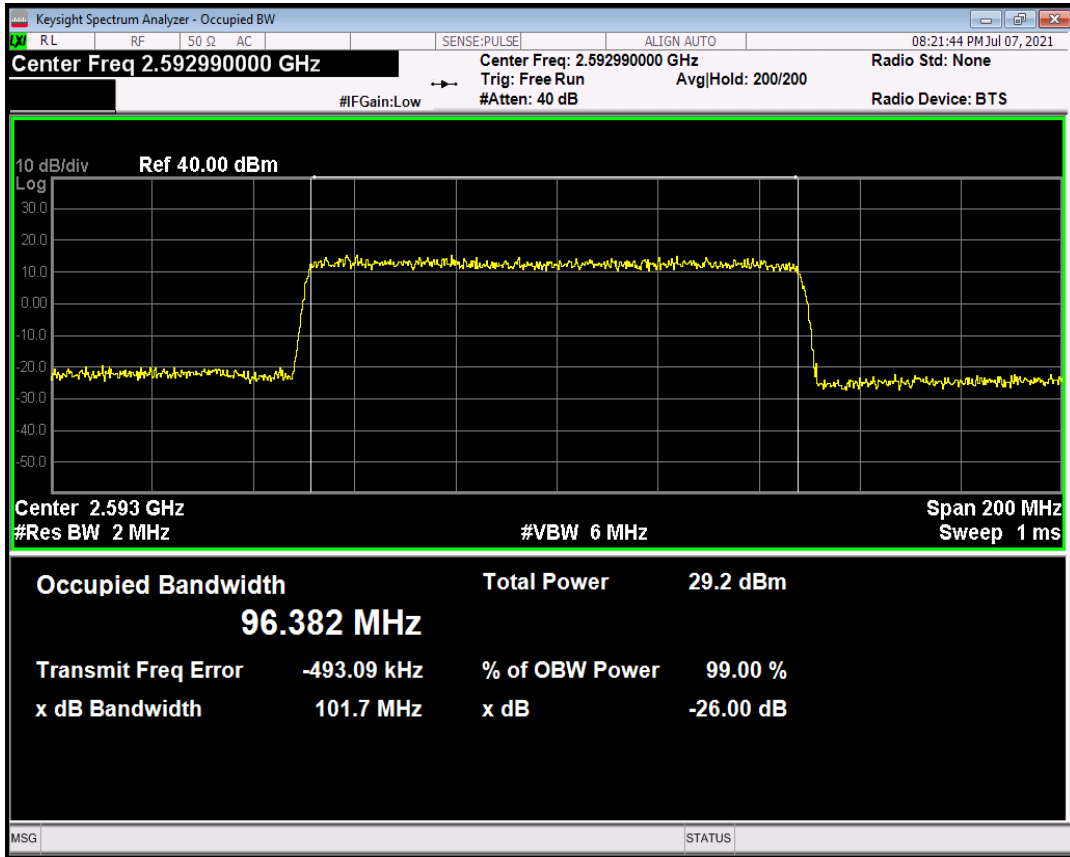 Keysight Spectrum Analyzer - Occupied BW
LXI RL RF 50 Ω AC SENSE:PULSE ALIGN AUTO 08:21:44 PM Jul 07, 2021
Center Freq 2.592990000 GHz Center Freq: 2.592990000 GHz Radio Std: None
Trig: Free Run Avg|Hold: 200/200
#IFGain:Low #Atten: 40 dB Radio Device: BTS
10 dB/div Ref 40.00 dBm
Log
30.0
20.0
10.0
0.00
-10.0
-20.0
-30.0
-40.0
-50.0
Center 2.593 GHz Span 200 MHz
#Res BW 2 MHz #VBW 6 MHz Sweep 1 ms
Occupied Bandwidth Total Power 29.2 dBm
96.382 MHz
Transmit Freq Error -493.09 kHz % of OBW Power 99.00 %
x dB Bandwidth 101.7 MHz x dB -26.00 dB
MSG STATUS